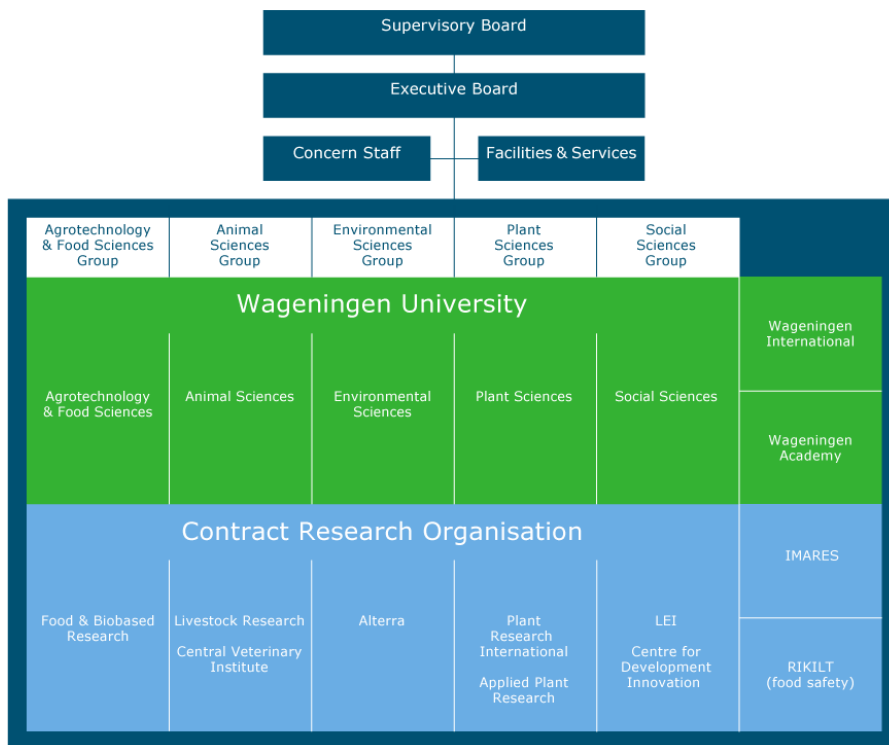 Supervisory Board
Executive Board
Concern Staff
Facilities & Services
Agrotechnology
& Food Sciences
Group
Animal
Sciences
Group
Environmental
Sciences
Group
Plant
Sciences
Group
Social
Sciences
Group
Wageningen University
Agrotechnology
& Food Sciences
Animal Sciences
Environmental
Sciences
Plant Sciences
Social Sciences
Wageningen
International
Wageningen
Academy
Contract Research Organisation
Food & Biobased
Research
Livestock Research
Central Veterinary
Institute
Alterra
Plant
Research
International
Applied Plant
Research
LEI
Centre for
Development
Innovation
IMARES
RIKILT
(food safety)